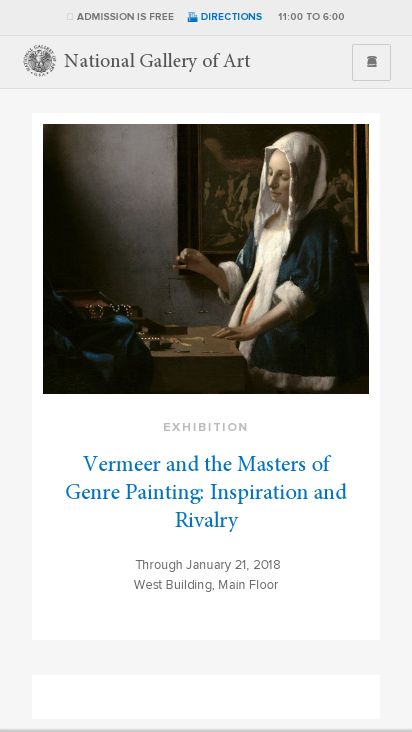 ADMISSION IS FREE DIRECTIONS 11:00 TO 6:00
National Gallery of Art
EXHIBITION
Vermeer and the Masters of
Genre Painting: Inspiration and
Rivalry
Through January 21, 2018
West Building, Main Floor